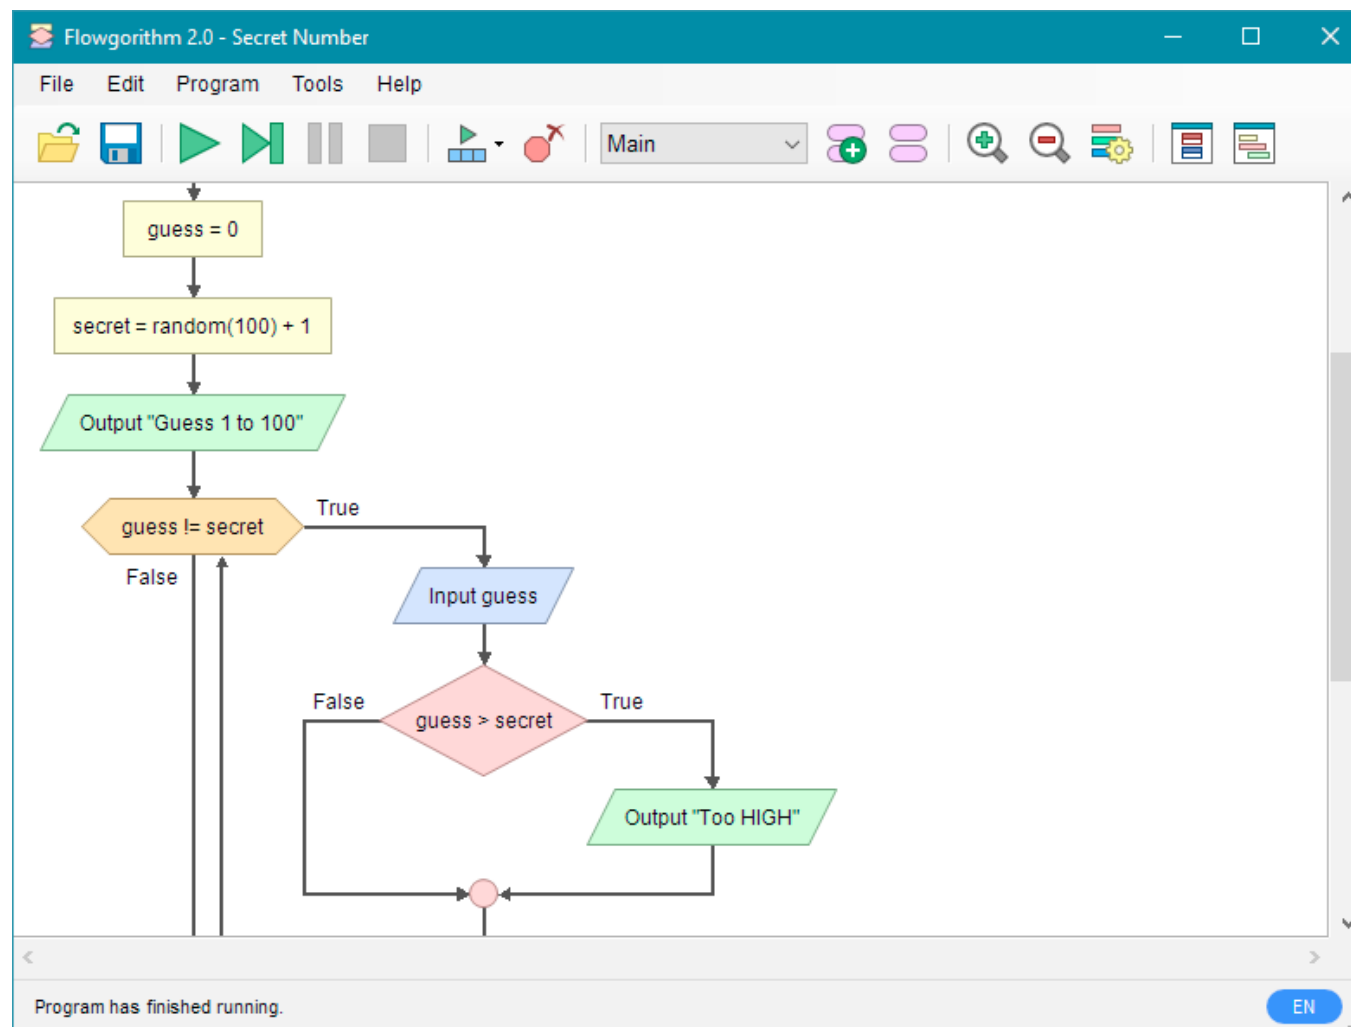 Flowgorithm 2.0 - Secret Number
File Edit Program Tools Help
Main
guess = 0
secret = random(100) + 1
Output "Guess 1 to 100"
guess != secret
True
False
Input guess
guess > secret
False
True
Output "Too HIGH"
Program has finished running.
EN